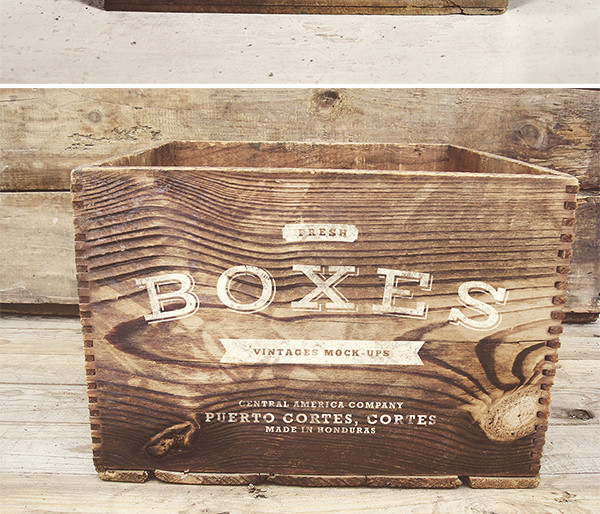 FRESH
BOXES
VINTAGES MOCK-UPS
CENTRAL AMERICA COMPANY
PUERTO CORTES, CORTES
MADE IN HONDURAS